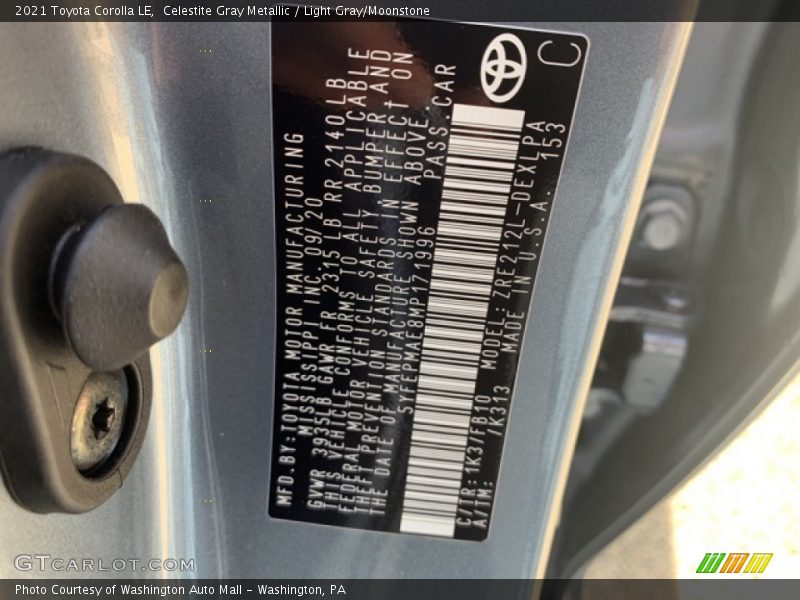 2021 Toyota Corolla LE,  Celestite Gray Metallic / Light Gray/Moonstone
MFD.BY:TOYOTA MOTOR MANUFACTURING
MISSISSIPPI INC. 09/20
GVWR 3935LB GAWR FR 2315 LB RR 2140 LB
THIS VEHICLE CONFORMS TO ALL APPLICABLE
FEDERAL MOTOR VEHICLE SAFETY, BUMPER AND
THEFT PREVENTION STANDARDS IN EFFECT ON
THE DATE OF MANUFACTURE SHOWN ABOVE.
5YFEPMAE8MP171996 PASS.CAR
C/TR:1K37/FB10 MODEL:ZRE212L-DEXLPA
A/TM: /K313 MADE IN U.S.A. 153
C
GTCARLOT.COM
Photo Courtesy of Washington Auto Mall - Washington, PA